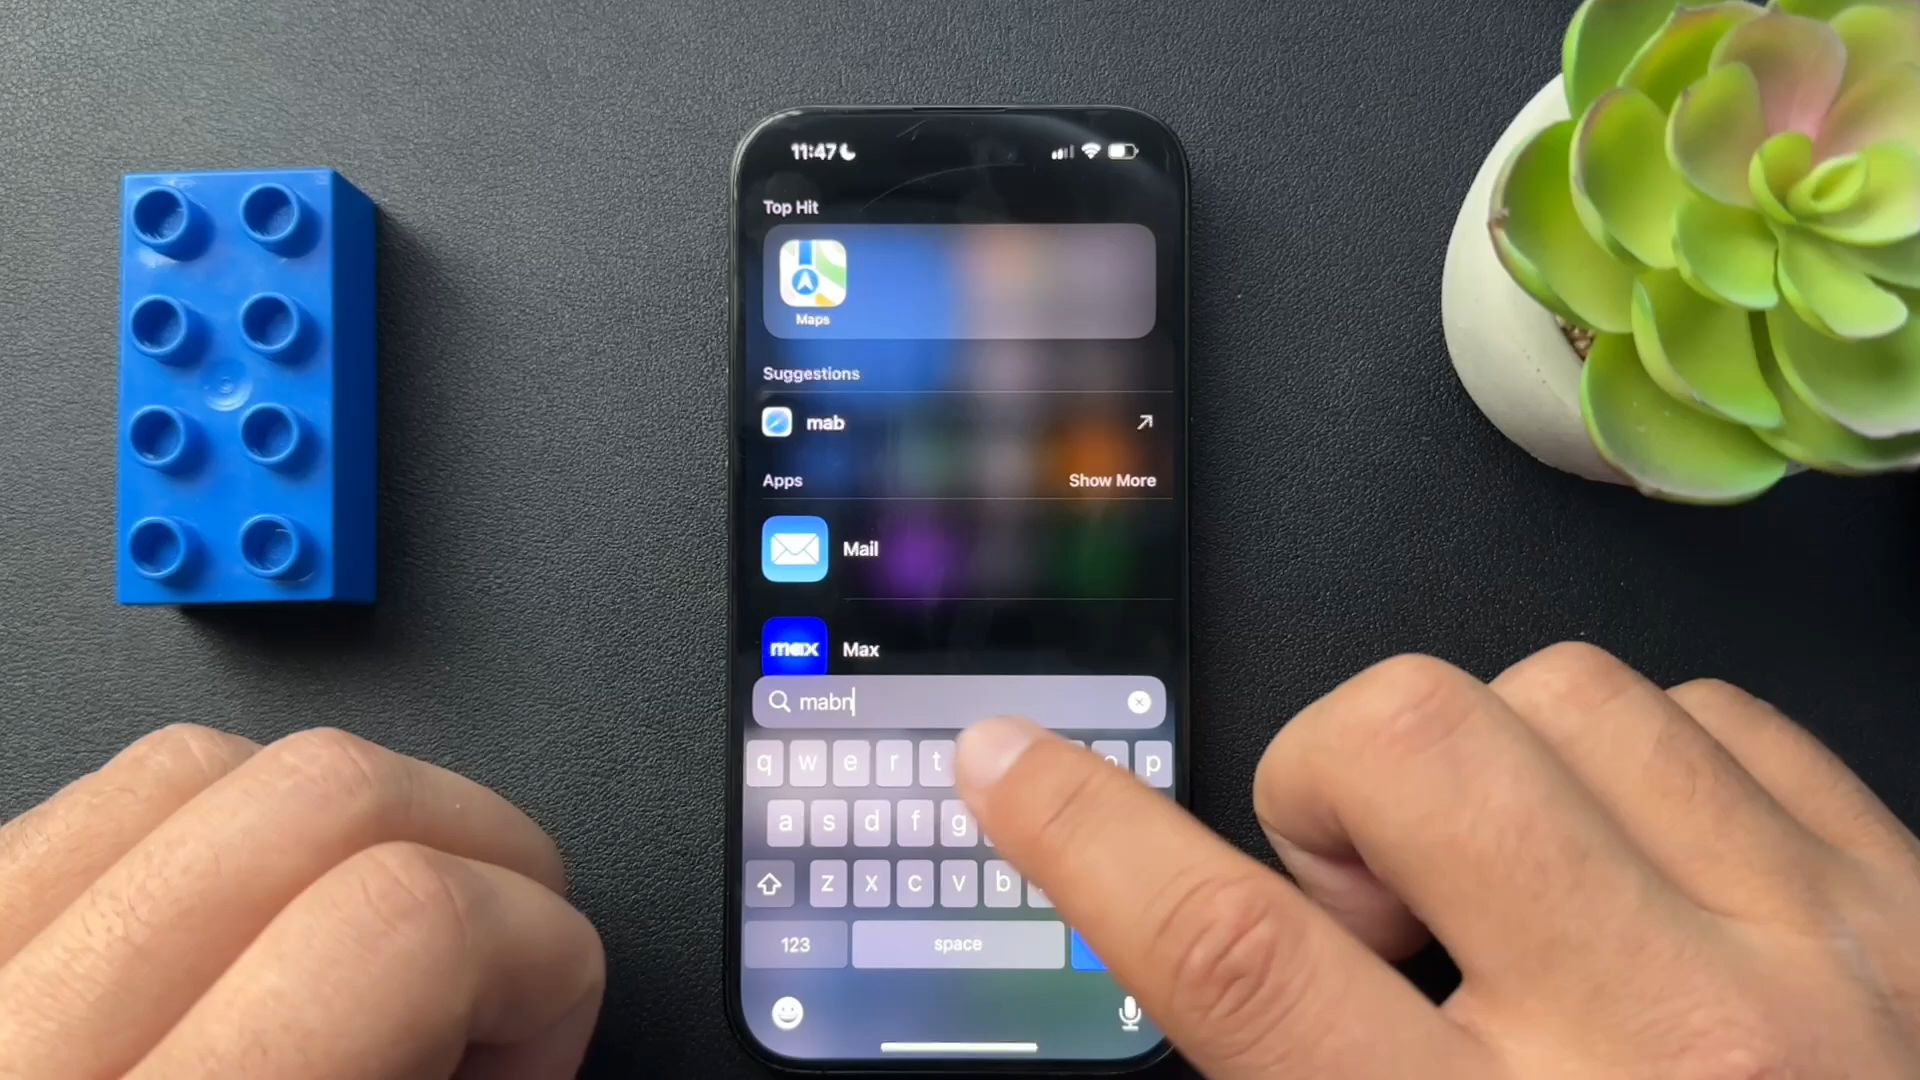 11:47
Top Hit
Maps
Suggestions
mab
Apps Show More
Mail
max Max
mabn
q w e r t p
a s d f g
z x c v b
123 space